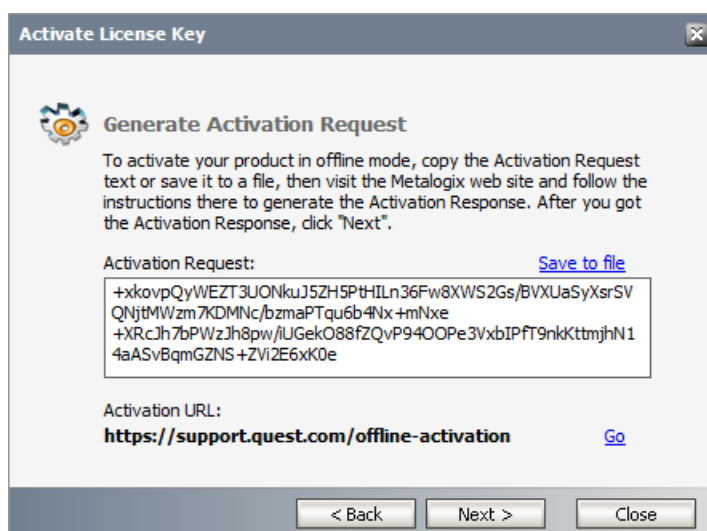 Activate License Key
Generate Activation Request
To activate your product in offline mode, copy the Activation Request
text or save it to a file, then visit the Metalogix web site and follow the
instructions there to generate the Activation Response. After you got
the Activation Response, click "Next".
Activation Request:
Save to file
+xkovpQyWEZT3UONkuJ5ZH5PtHILn36Fw8XWS2Gs/BVXUaSyXsrSV
QNjtMWzm7KDMNc/bzmaPTqu6b4Nx+mNxe
+XRcJh7bPWzJh8pw/iUGekO88fZQvP94OOPe3VxbIPfT9nkKttmjhN1
4aASvBqmGZNS+ZVi2E6xK0e
Activation URL:
https://support.quest.com/offline-activation
Go
< Back
Next >
Close